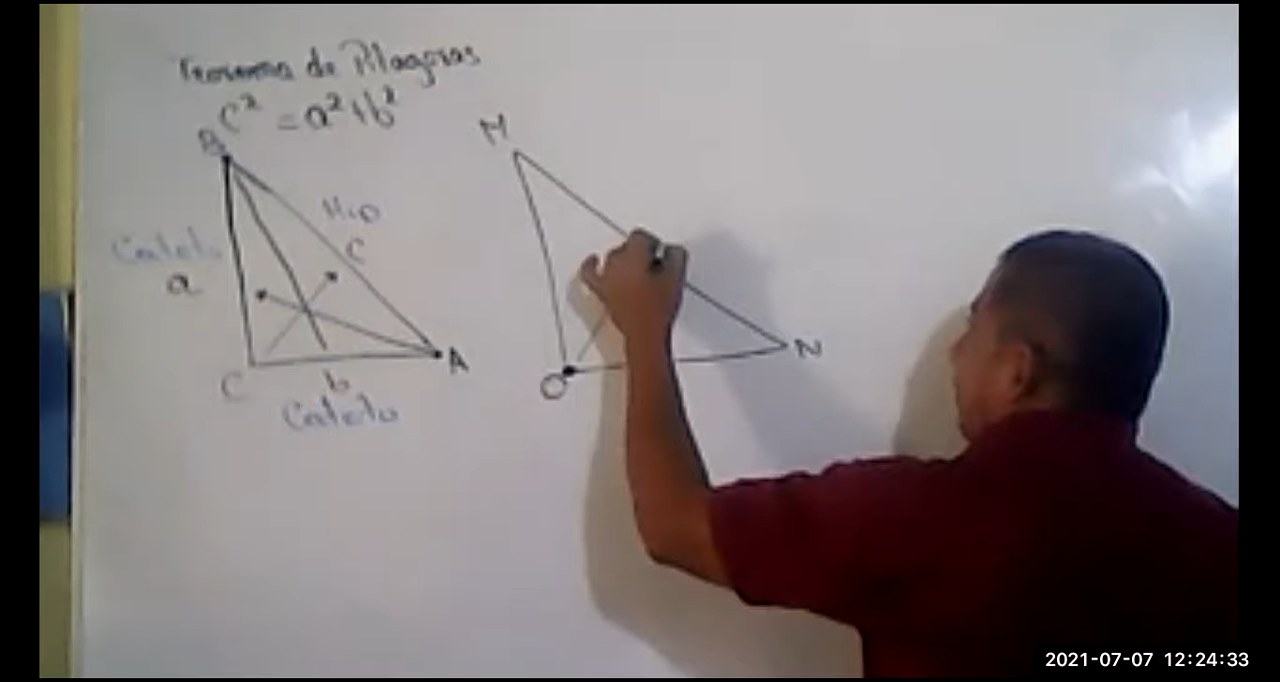 Teorema de Pitagoras
c² = a² + b²
B
M
Hip
Cateto
c
a
N
A
C
b
O
Cateto
2021-07-07 12:24:33